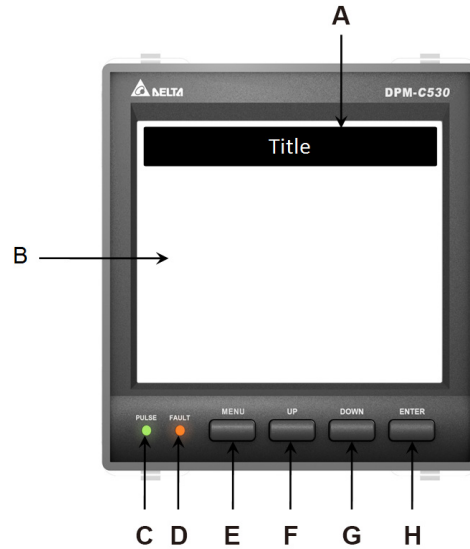 A
DELTA
DPM-C530
Title
B
PULSE
FAULT
MENU
UP
DOWN
ENTER
C
D
E
F
G
H